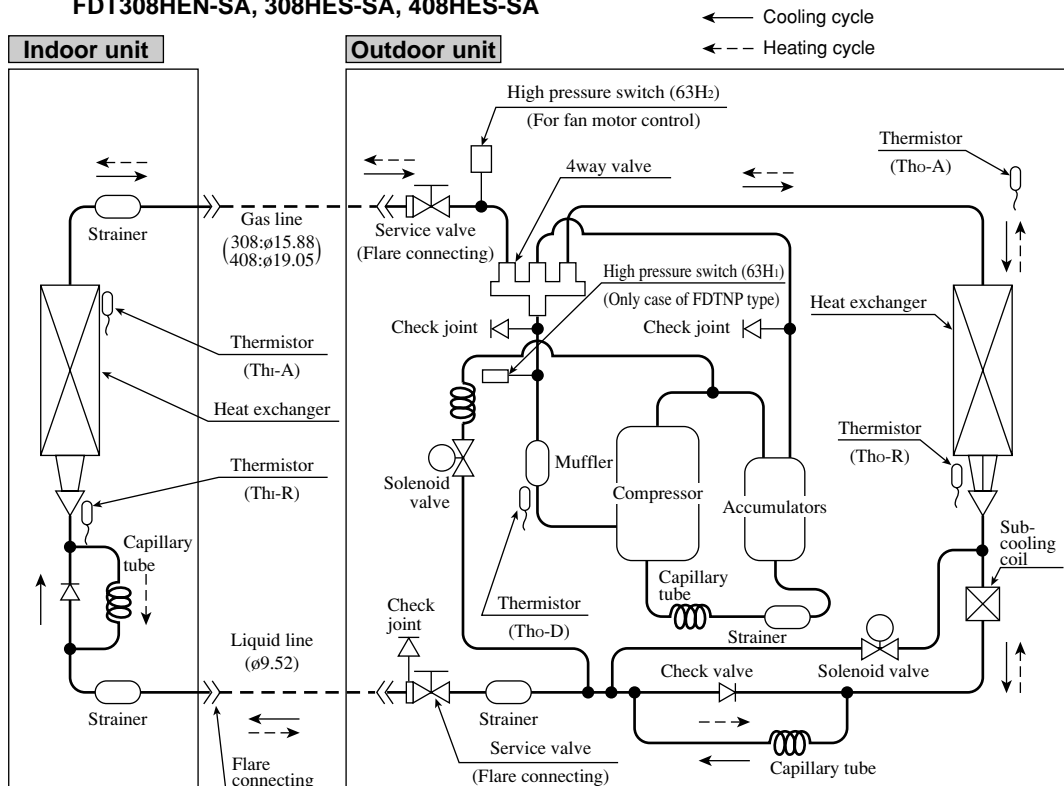 FDT308HEN-SA, 308HES-SA, 408HES-SA
Cooling cycle
Heating cycle
Indoor unit
Outdoor unit
High pressure switch (63H2)
(For fan motor control)
Thermistor
(ThO-A)
4way valve
Strainer
Gas line
(308:ø15.88
408:ø19.05)
Service valve
(Flare connecting)
High pressure switch (63H1)
(Only case of FDTNP type)
Heat exchanger
Check joint
Check joint
Thermistor
(ThI-A)
Heat exchanger
Thermistor
(ThO-R)
Thermistor
(ThI-R)
Solenoid
valve
Muffler
Compressor
Accumulators
Capillary
tube
Sub-
cooling
coil
Capillary
tube
Strainer
Check
joint
Thermistor
(ThO-D)
Liquid line
(ø9.52)
Check valve
Solenoid valve
Strainer
Strainer
Service valve
(Flare connecting)
Capillary tube
Flare
connecting